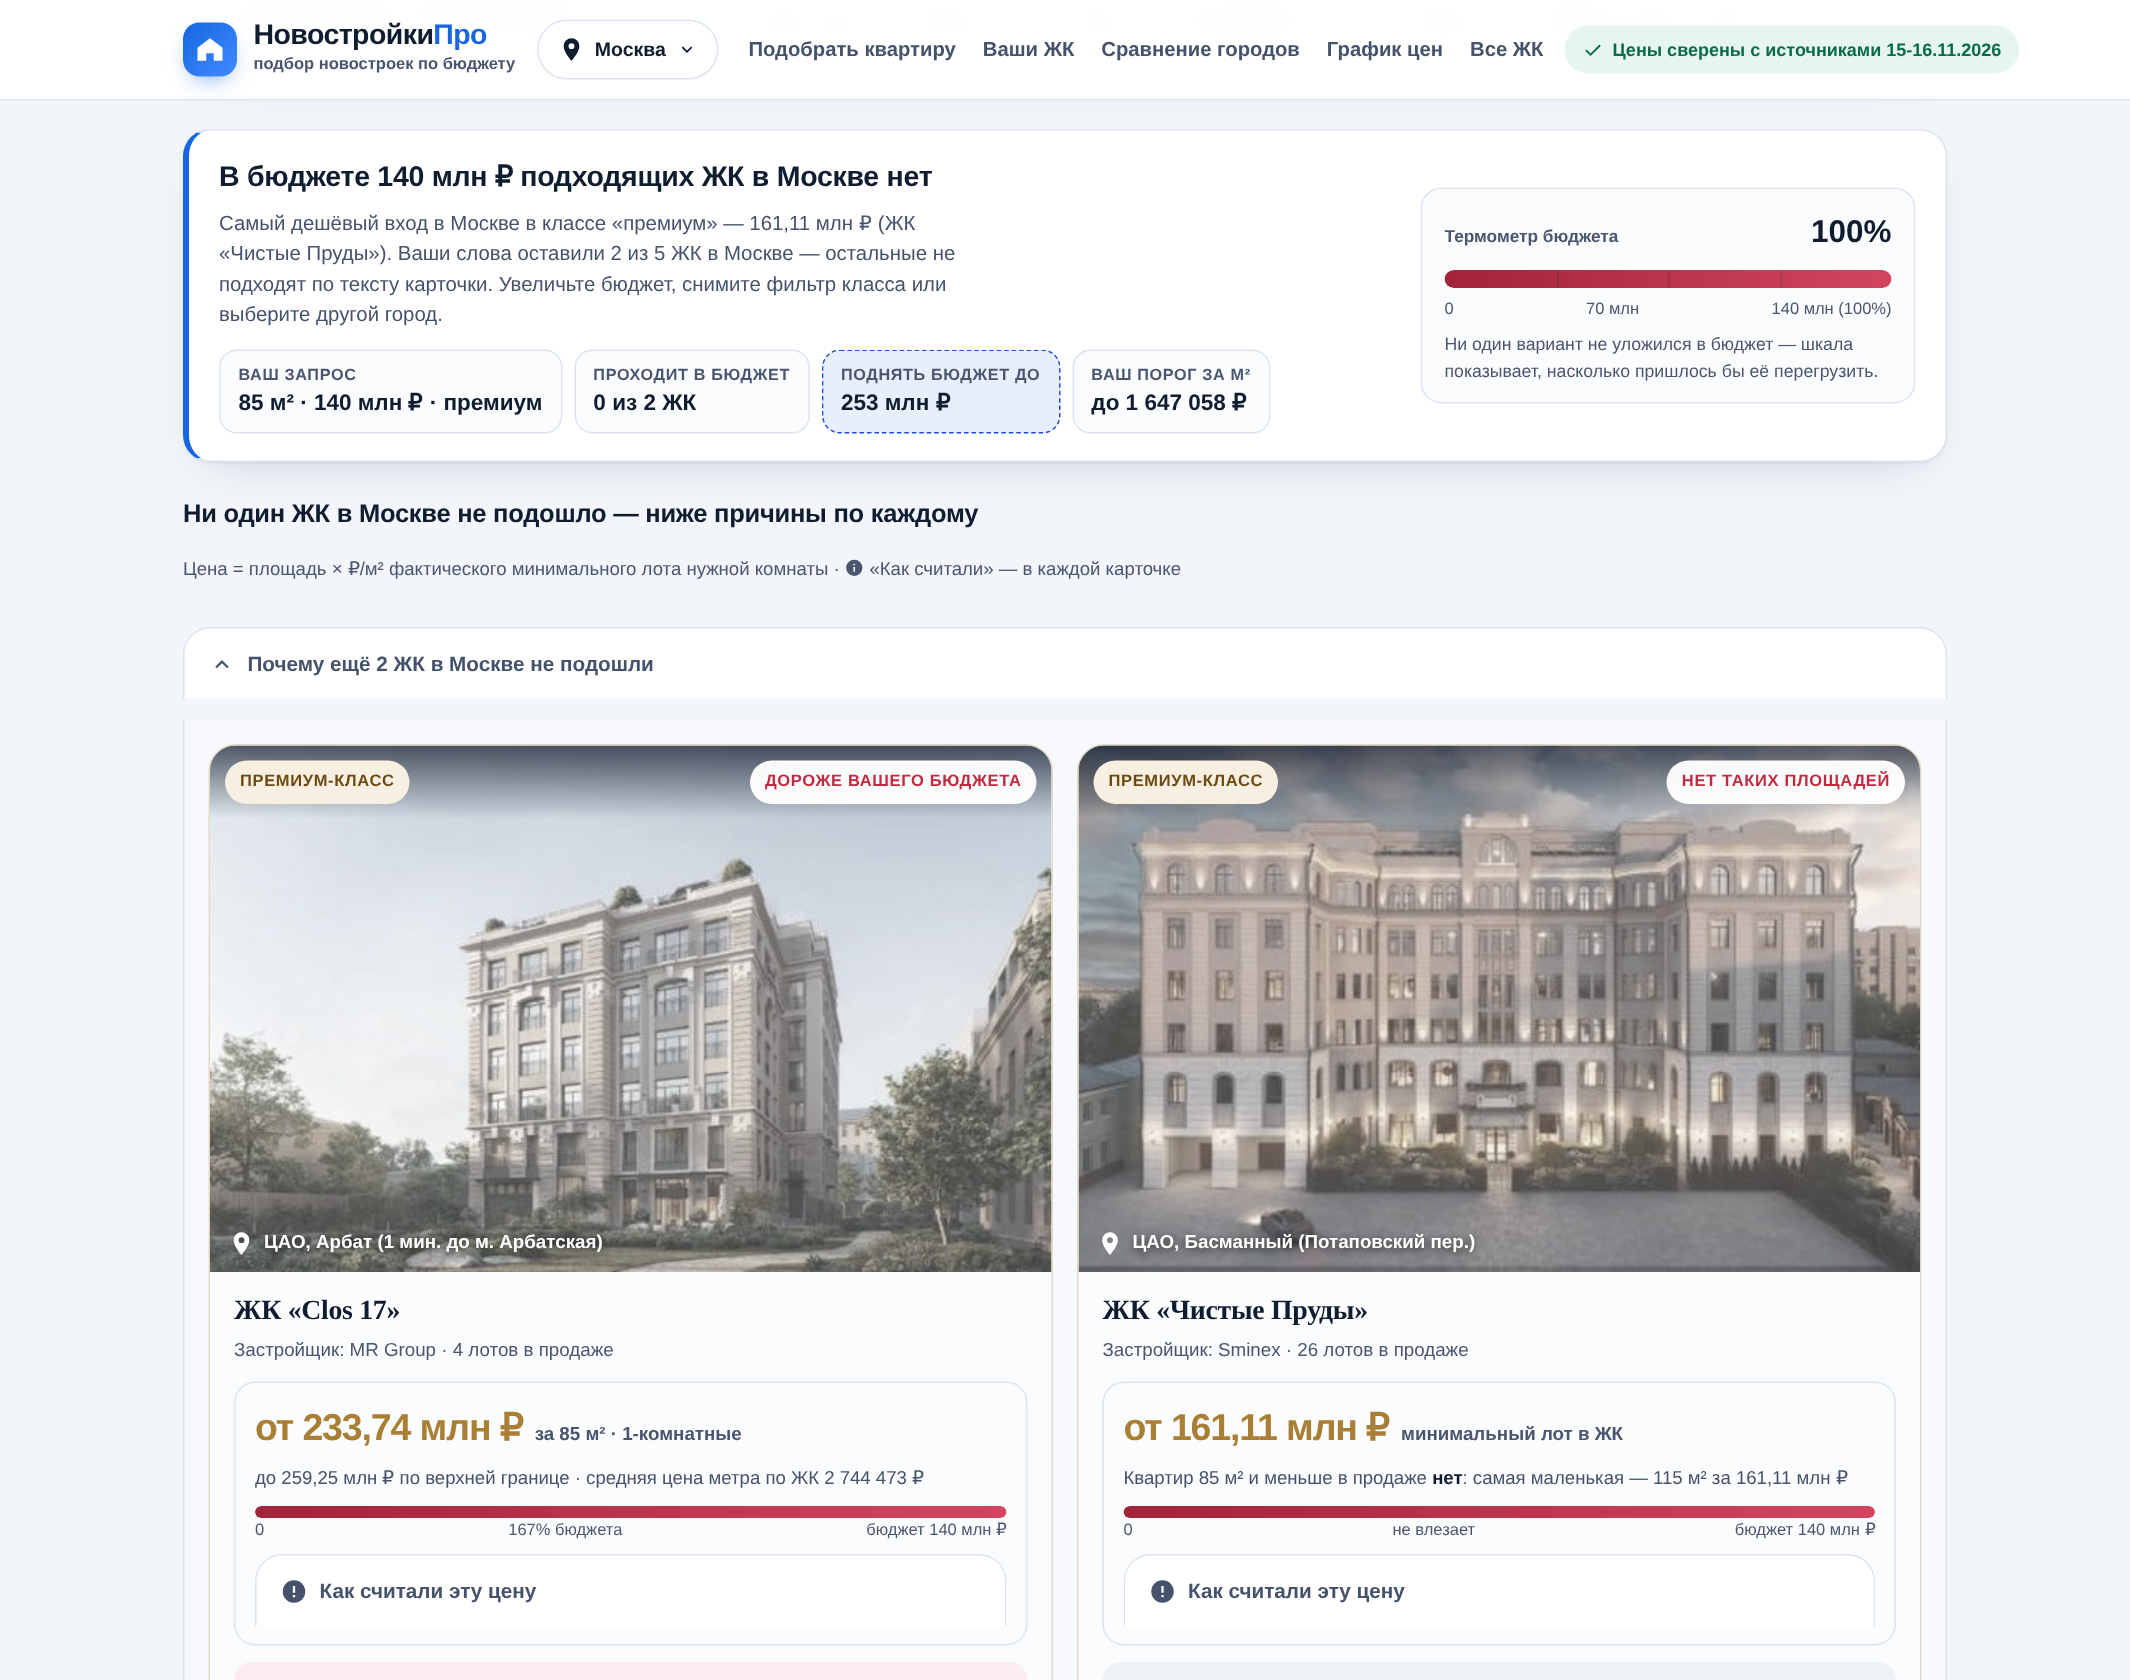 НовостройкиПро
подбор новостроек по бюджету
Москва
Подобрать квартиру
Ваши ЖК
Сравнение городов
График цен
Все ЖК
Цены сверены с источниками 15-16.11.2026
В бюджете 140 млн ₽ подходящих ЖК в Москве нет
Самый дешёвый вход в Москве в классе «премиум» — 161,11 млн ₽ (ЖК
«Чистые Пруды»). Ваши слова оставили 2 из 5 ЖК в Москве — остальные не
подходят по тексту карточки. Увеличьте бюджет, снимите фильтр класса или
выберите другой город.
ВАШ ЗАПРОС
85 м² · 140 млн ₽ · премиум
ПРОХОДИТ В БЮДЖЕТ
0 из 2 ЖК
ПОДНЯТЬ БЮДЖЕТ ДО
253 млн ₽
ВАШ ПОРОГ ЗА М²
до 1 647 058 ₽
Термометр бюджета
100%
0
70 млн
140 млн (100%)
Ни один вариант не уложился в бюджет — шкала
показывает, насколько пришлось бы её перегрузить.
Ни один ЖК в Москве не подошло — ниже причины по каждому
Цена = площадь × ₽/м² фактического минимального лота нужной комнаты · «Как считали» — в каждой карточке
Почему ещё 2 ЖК в Москве не подошли
ПРЕМИУМ-КЛАСС
ДОРОЖЕ ВАШЕГО БЮДЖЕТА
ЦАО, Арбат (1 мин. до м. Арбатская)
ЖК «Clos 17»
Застройщик: MR Group · 4 лотов в продаже
от 233,74 млн ₽ за 85 м² · 1-комнатные
до 259,25 млн ₽ по верхней границе · средняя цена метра по ЖК 2 744 473 ₽
0
167% бюджета
бюджет 140 млн ₽
Как считали эту цену
ПРЕМИУМ-КЛАСС
НЕТ ТАКИХ ПЛОЩАДЕЙ
ЦАО, Басманный (Потаповский пер.)
ЖК «Чистые Пруды»
Застройщик: Sminex · 26 лотов в продаже
от 161,11 млн ₽ минимальный лот в ЖК
Квартир 85 м² и меньше в продаже нет: самая маленькая — 115 м² за 161,11 млн ₽
0
не влезает
бюджет 140 млн ₽
Как считали эту цену